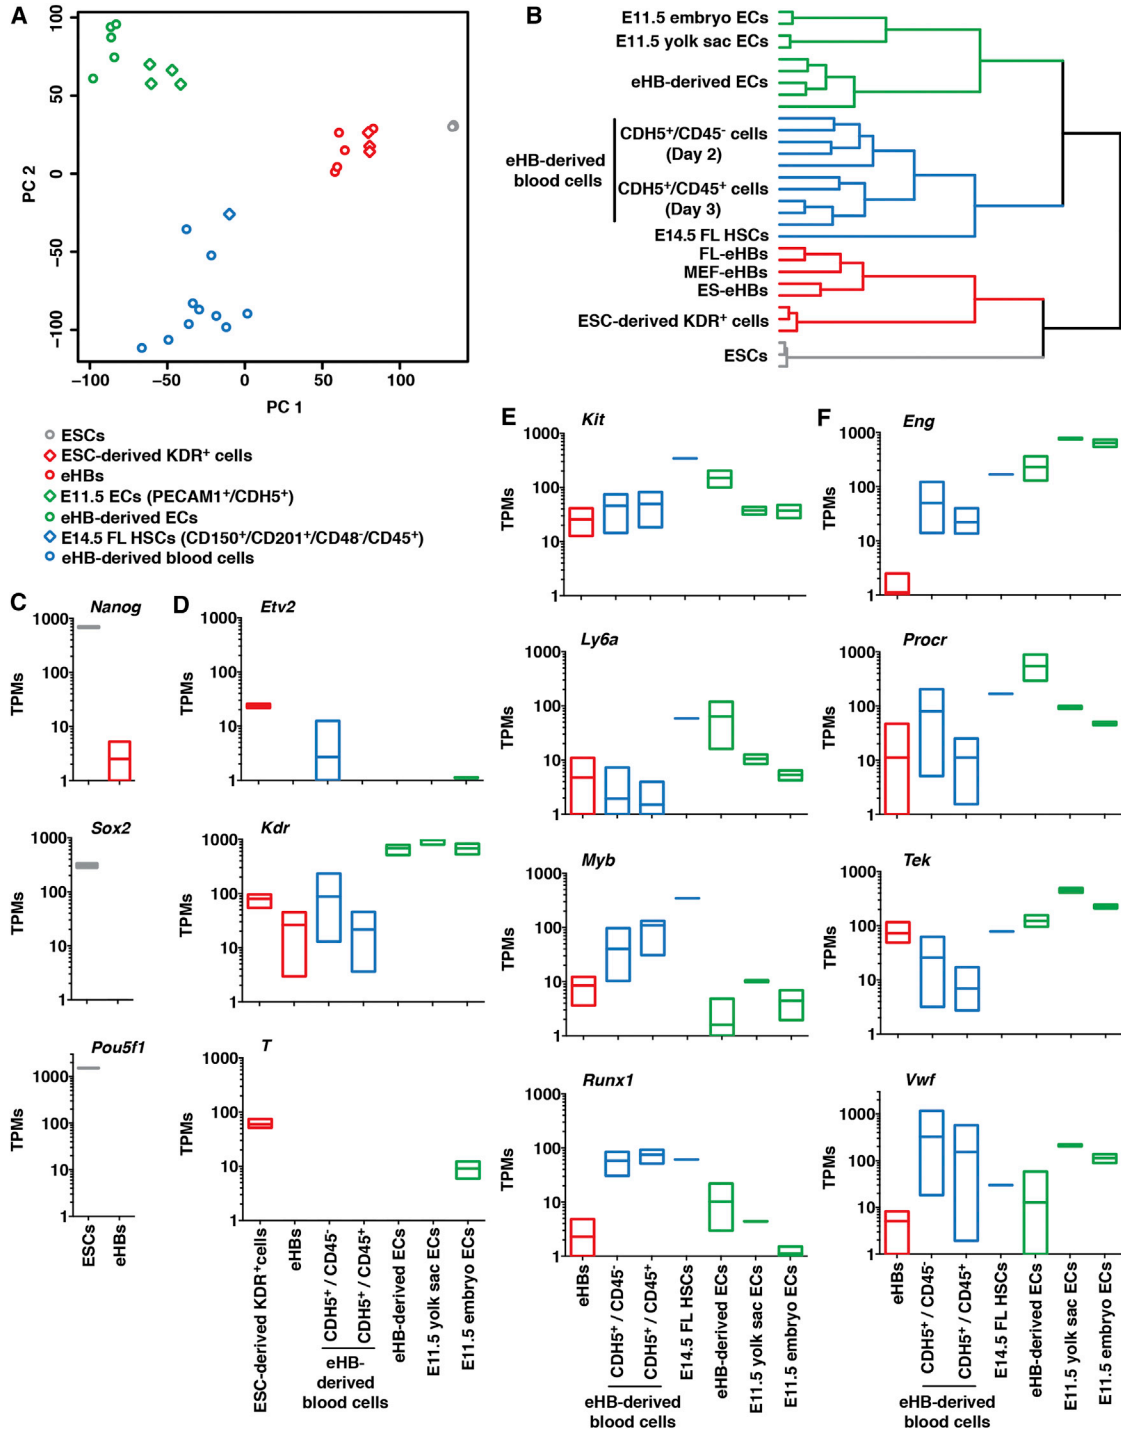 A
100
50
0
−50
−100
PC 2
−100
−50
0
50
100
PC 1
ESCs
ESC-derived KDR⁺ cells
eHBs
E11.5 ECs (PECAM1⁺/CDH5⁺)
eHB-derived ECs
E14.5 FL HSCs (CD150⁺/CD201⁺/CD48⁻/CD45⁺)
eHB-derived blood cells
B
E11.5 embryo ECs
E11.5 yolk sac ECs
eHB-derived ECs
eHB-derived
blood cells
CDH5⁺/CD45⁻ cells
(Day 2)
CDH5⁺/CD45⁺ cells
(Day 3)
E14.5 FL HSCs
FL-eHBs
MEF-eHBs
ES-eHBs
ESC-derived KDR⁺ cells
ESCs
C
Nanog
1000
100
10
1
TPMs
Sox2
1000
100
10
1
TPMs
Pou5f1
1000
100
10
1
TPMs
ESCs
eHBs
D
Etv2
1000
100
10
1
TPMs
Kdr
1000
100
10
1
TPMs
T
1000
100
10
1
TPMs
ESC-derived KDR⁺cells
eHBs
CDH5⁺ / CD45⁻
CDH5⁺ / CD45⁺
eHB-derived ECs
E11.5 yolk sac ECs
E11.5 embryo ECs
eHB-
derived
blood cells
E
Kit
1000
100
10
1
TPMs
Ly6a
1000
100
10
1
TPMs
Myb
1000
100
10
1
TPMs
Runx1
1000
100
10
1
TPMs
eHBs
CDH5⁺ / CD45⁻
CDH5⁺ / CD45⁺
E14.5 FL HSCs
eHB-derived ECs
E11.5 yolk sac ECs
E11.5 embryo ECs
eHB-derived
blood cells
F
Eng
1000
100
10
1
TPMs
Procr
1000
100
10
1
TPMs
Tek
1000
100
10
1
TPMs
Vwf
1000
100
10
1
TPMs
eHBs
CDH5⁺ / CD45⁻
CDH5⁺ / CD45⁺
E14.5 FL HSCs
eHB-derived ECs
E11.5 yolk sac ECs
E11.5 embryo ECs
eHB-derived
blood cells